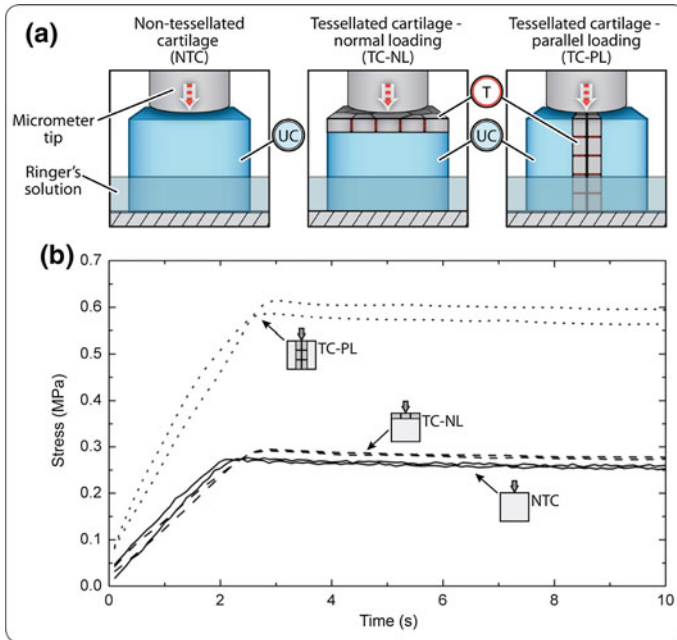 (a)
Non-tessellated
cartilage
(NTC)
Tessellated cartilage -
normal loading
(TC-NL)
Tessellated cartilage -
parallel loading
(TC-PL)
Micrometer
tip
Ringer's
solution
UC
T
UC
(b)
0.7
0.6
0.5
0.4
0.3
0.2
0.1
0.0
Stress (MPa)
TC-PL
TC-NL
NTC
0 2 4 6 8 10
Time (s)